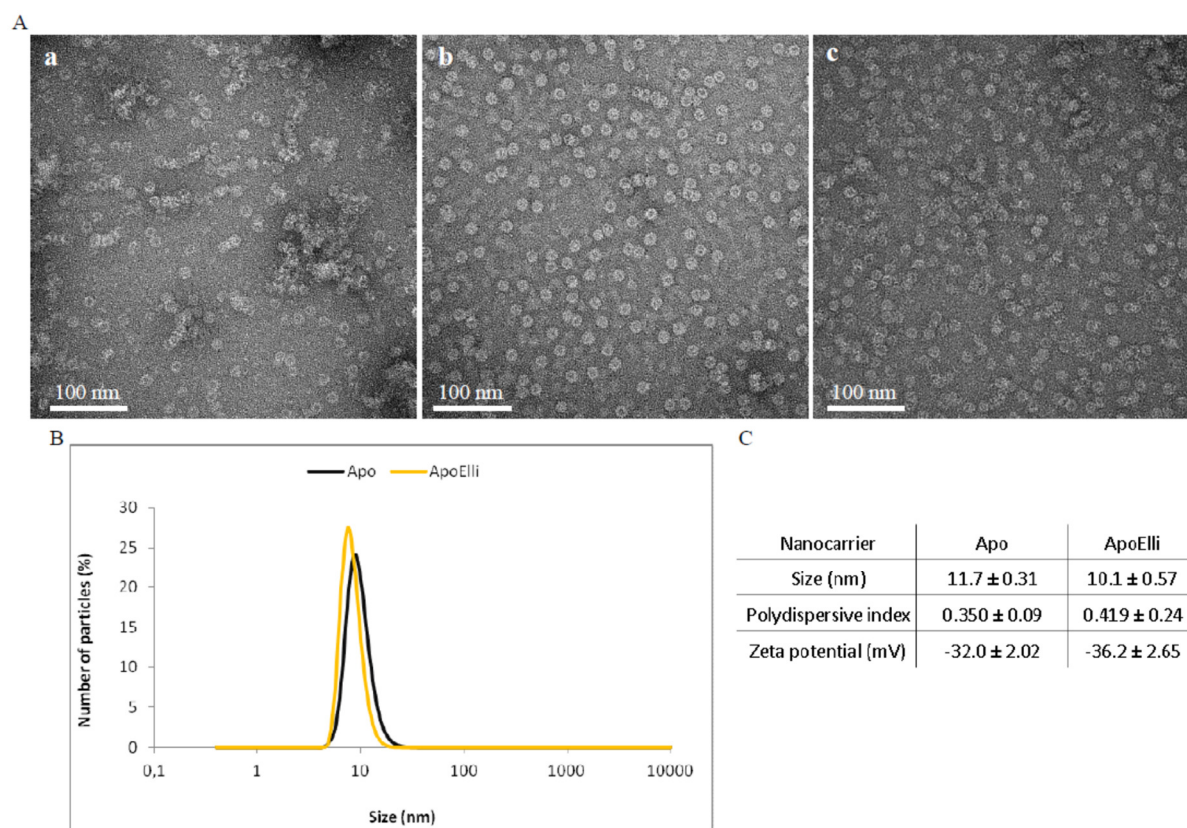 A
a
b
c
100 nm
100 nm
100 nm
B
C
Apo ApoElli
30
25
20
15
10
5
0
Number of particles (%)
0,1 1 10 100 1000 10000
Size (nm)
Nanocarrier Apo ApoElli
Size (nm) 11.7 ± 0.31 10.1 ± 0.57
Polydispersive index 0.350 ± 0.09 0.419 ± 0.24
Zeta potential (mV) -32.0 ± 2.02 -36.2 ± 2.65